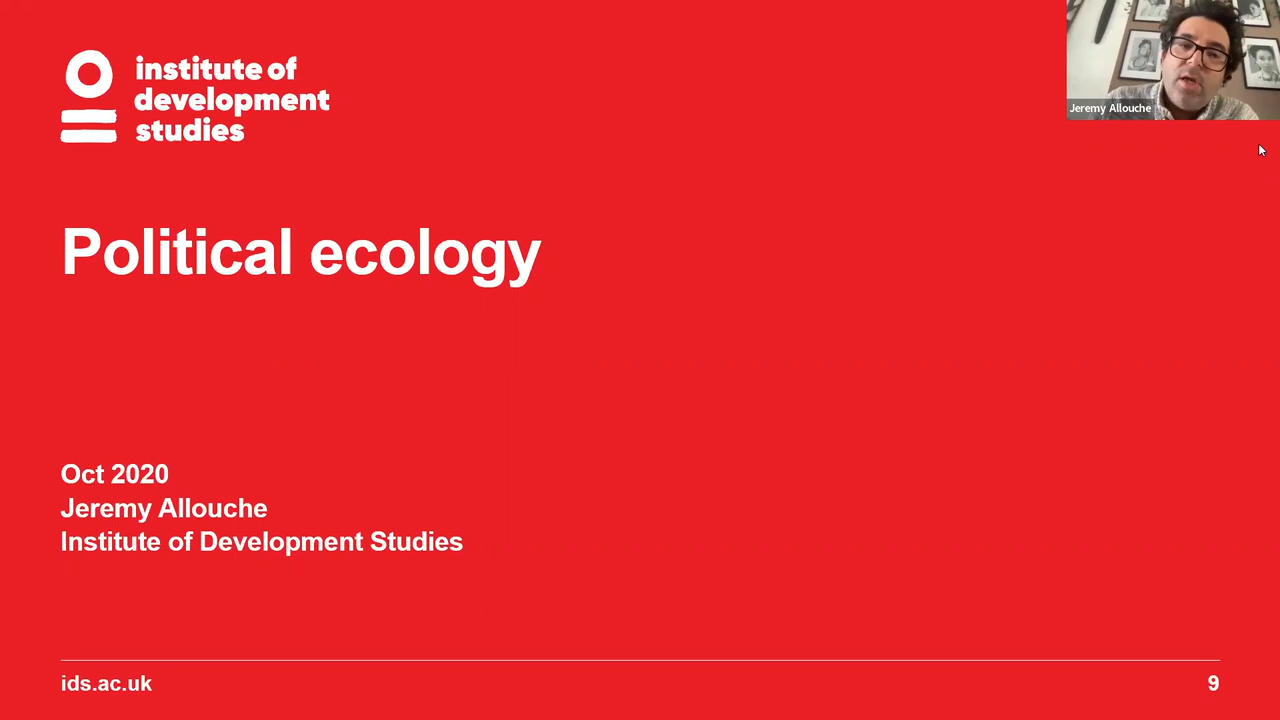 institute of
development
studies
Jeremy Allouche
Political ecology
Oct 2020
Jeremy Allouche
Institute of Development Studies
ids.ac.uk
9